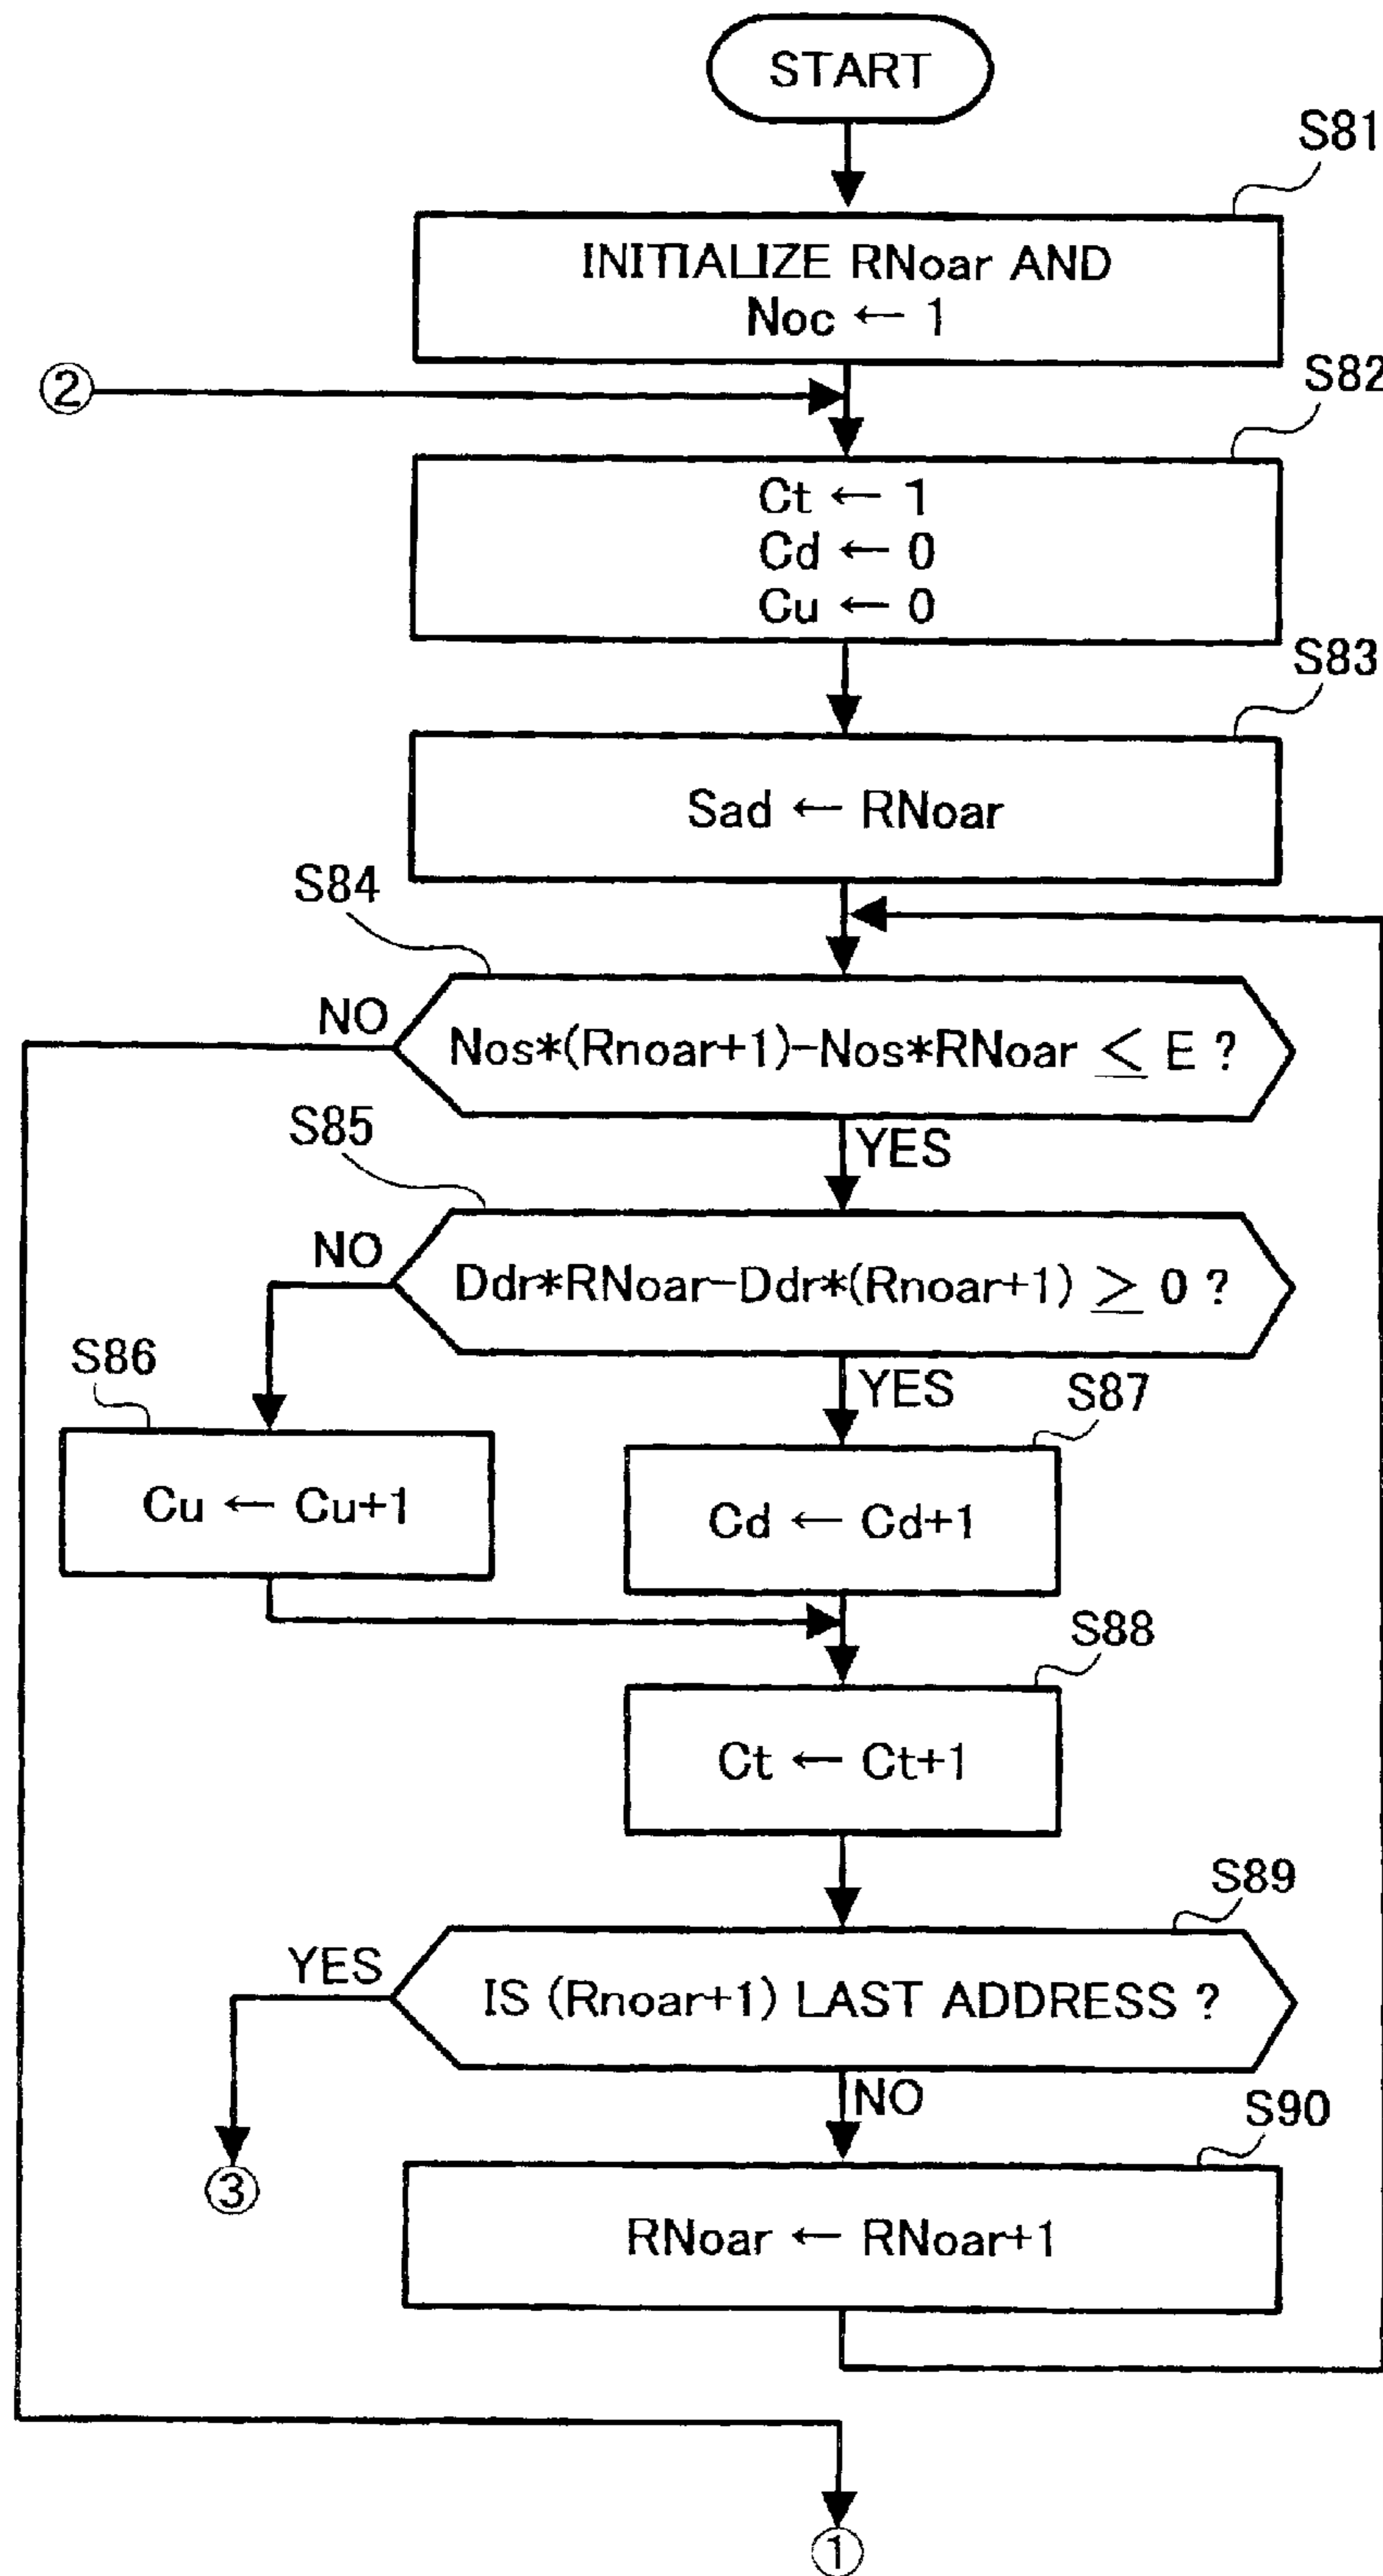 START
S81
INITIALIZE RNoar AND
Noc ← 1
②
S82
Ct ← 1
Cd ← 0
Cu ← 0
S83
Sad ← RNoar
S84
NO
Nos*(Rnoar+1)-Nos*RNoar ≤ E ?
YES
S85
NO
Ddr*RNoar-Ddr*(Rnoar+1) ≥ 0 ?
YES
S86
Cu ← Cu+1
S87
Cd ← Cd+1
S88
Ct ← Ct+1
S89
YES
IS (Rnoar+1) LAST ADDRESS ?
NO
③
S90
RNoar ← RNoar+1
①